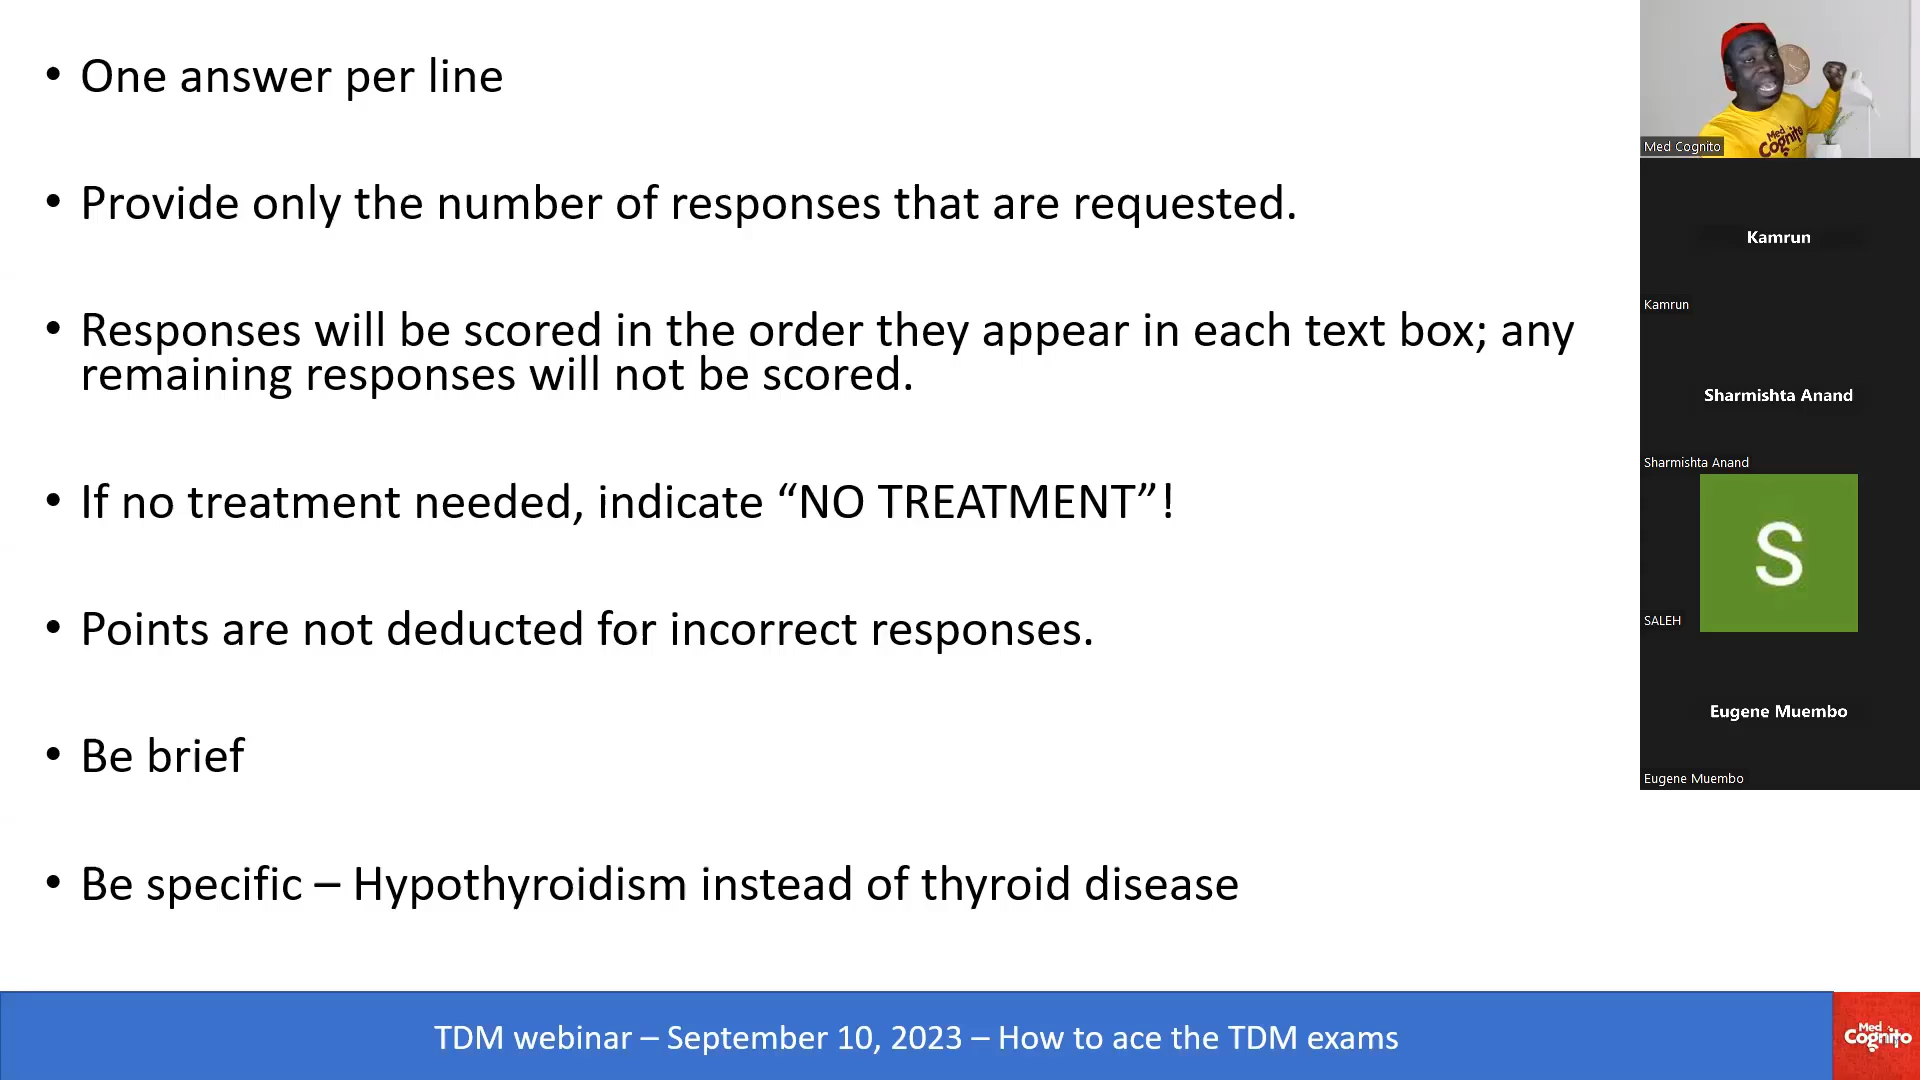 • One answer per line
• Provide only the number of responses that are requested.
• Responses will be scored in the order they appear in each text box; any
remaining responses will not be scored.
• If no treatment needed, indicate “NO TREATMENT”!
• Points are not deducted for incorrect responses.
• Be brief
• Be specific – Hypothyroidism instead of thyroid disease
TDM webinar – September 10, 2023 – How to ace the TDM exams
Med
Cognito
Med
Cognito
Med Cognito
Kamrun
Kamrun
Sharmishta Anand
Sharmishta Anand
S
SALEH
Eugene Muembo
Eugene Muembo